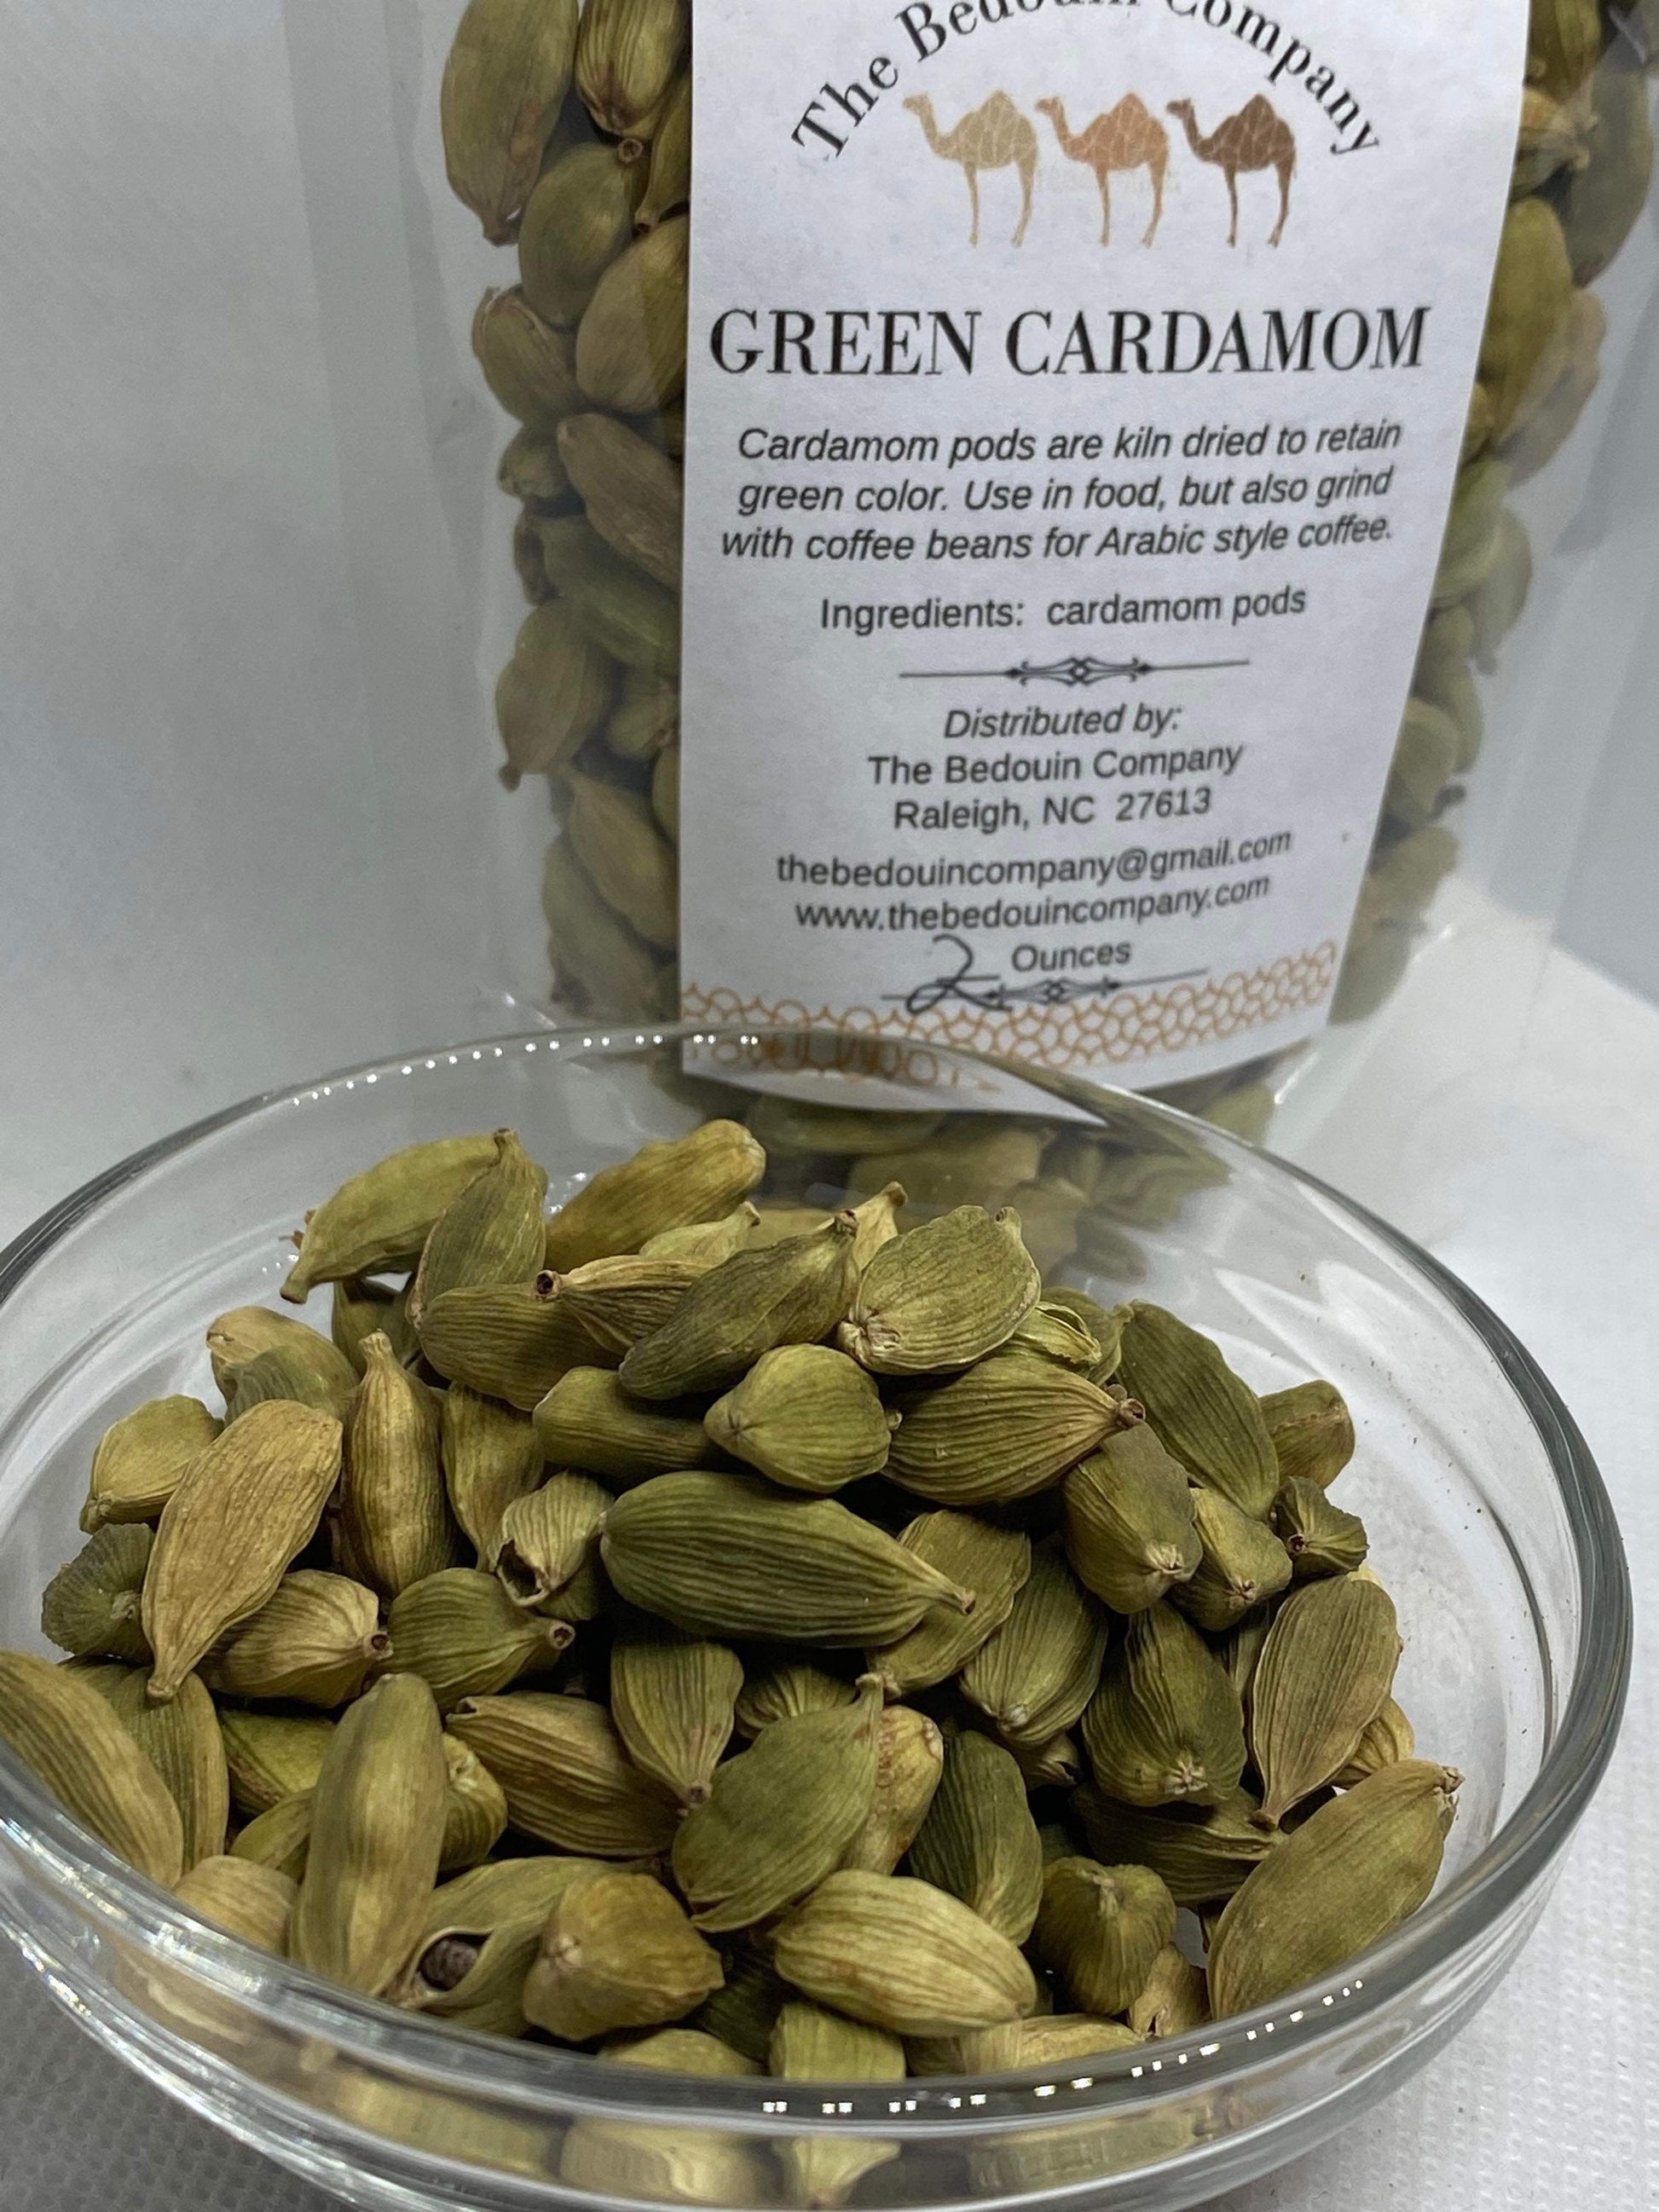 The Bedouin Company
GREEN CARDAMOM
Cardamom pods are kiln dried to retain
green color. Use in food, but also grind
with coffee beans for Arabic style coffee.
Ingredients: cardamom pods
Distributed by:
The Bedouin Company
Raleigh, NC 27613
thebedouincompany@gmail.com
www.thebedouincompany.com
2 Ounces